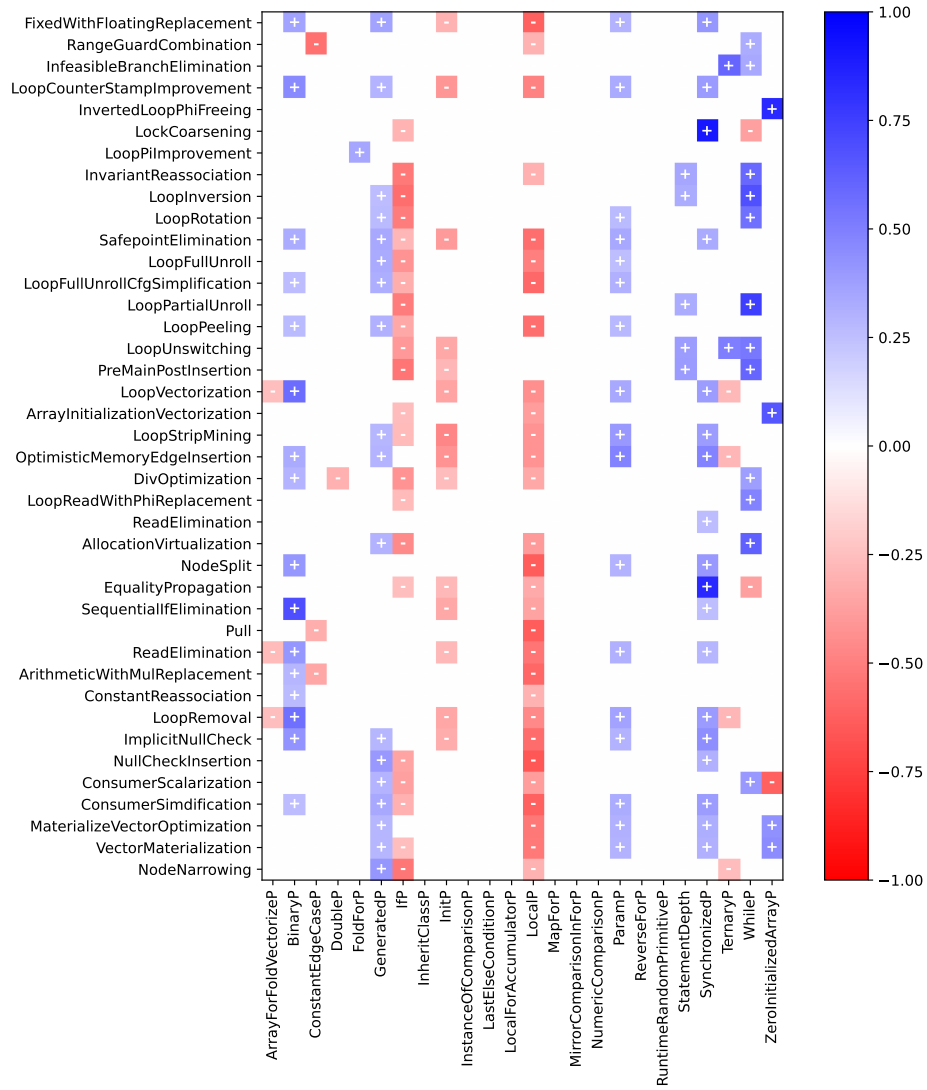 FixedWithFloatingReplacement
RangeGuardCombination
InfeasibleBranchElimination
LoopCounterStampImprovement
InvertedLoopPhiFreeing
LockCoarsening
LoopPiImprovement
InvariantReassociation
LoopInversion
LoopRotation
SafepointElimination
LoopFullUnroll
LoopFullUnrollCfgSimplification
LoopPartialUnroll
LoopPeeling
LoopUnswitching
PreMainPostInsertion
LoopVectorization
ArrayInitializationVectorization
LoopStripMining
OptimisticMemoryEdgeInsertion
DivOptimization
LoopReadWithPhiReplacement
ReadElimination
AllocationVirtualization
NodeSplit
EqualityPropagation
SequentialIfElimination
Pull
ReadElimination
ArithmeticWithMulReplacement
ConstantReassociation
LoopRemoval
ImplicitNullCheck
NullCheckInsertion
ConsumerScalarization
ConsumerSimdification
MaterializeVectorOptimization
VectorMaterialization
NodeNarrowing
ArrayForFoldVectorizeP
BinaryP
ConstantEdgeCaseP
DoubleP
FoldForP
GeneratedP
IfP
InheritClassP
InitP
InstanceOfComparisonP
LastElseConditionP
LocalForAccumulatorP
LocalP
MapForP
MirrorComparisonInForP
NumericComparisonP
ParamP
ReverseForP
RuntimeRandomPrimitiveP
StatementDepth
SynchronizedP
TernaryP
WhileP
ZeroInitializedArrayP
1.00
0.75
0.50
0.25
0.00
−0.25
−0.50
−0.75
−1.00